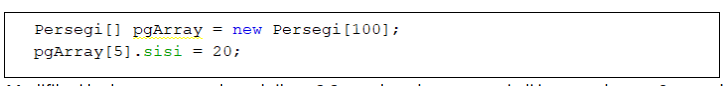 Persegi[] pgArray = new Persegi[100];
pgArray[5].sisi = 20;